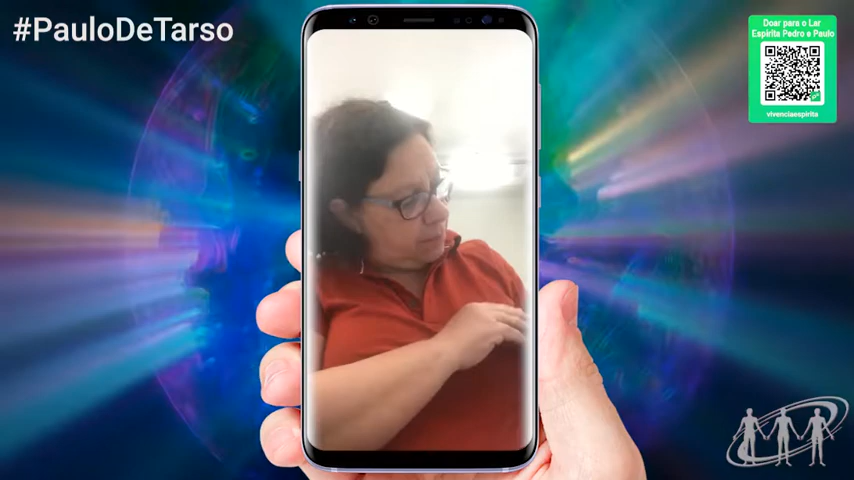 #PauloDeTarso
Doar para o Lar
Espírita Pedro e Paulo
vivenciaespirita